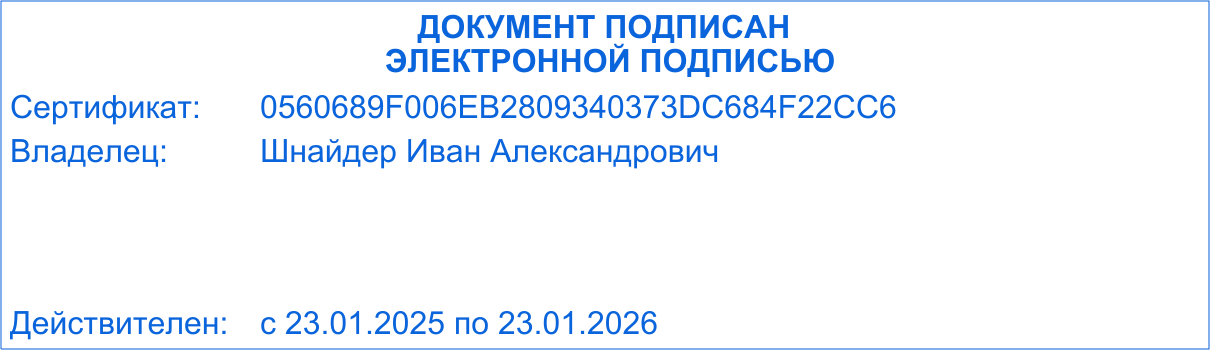 ДОКУМЕНТ ПОДПИСАН
ЭЛЕКТРОННОЙ ПОДПИСЬЮ
Сертификат: 0560689F006EB2809340373DC684F22CC6
Владелец: Шнайдер Иван Александрович
Действителен: с 23.01.2025 по 23.01.2026